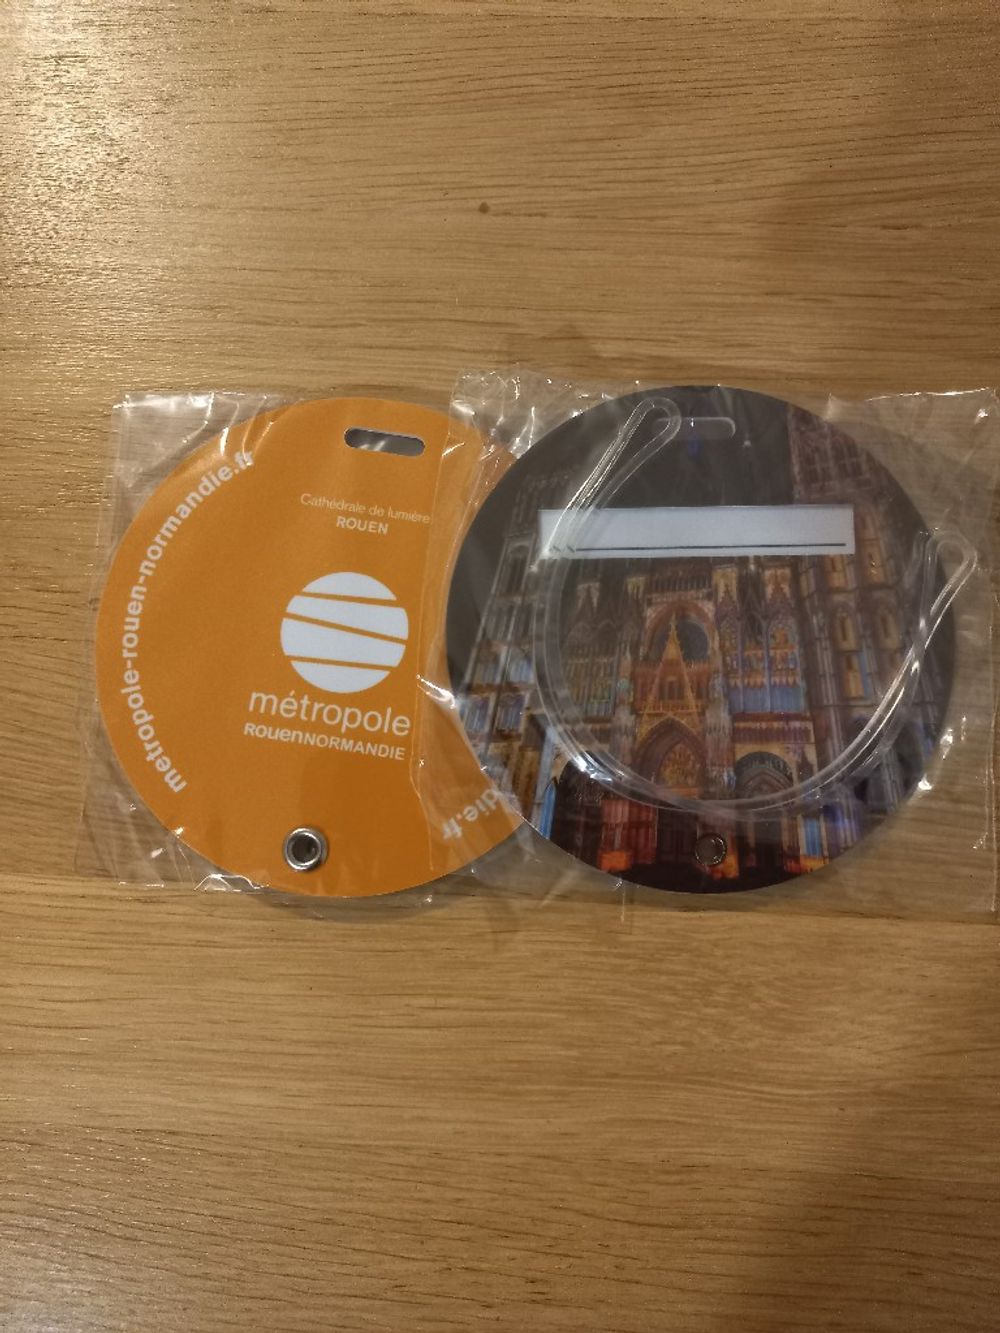 metropole-rouen-normandie.fr
Cathédrale de lumière
ROUEN
métropole
ROUENNORMANDIE
die.fr